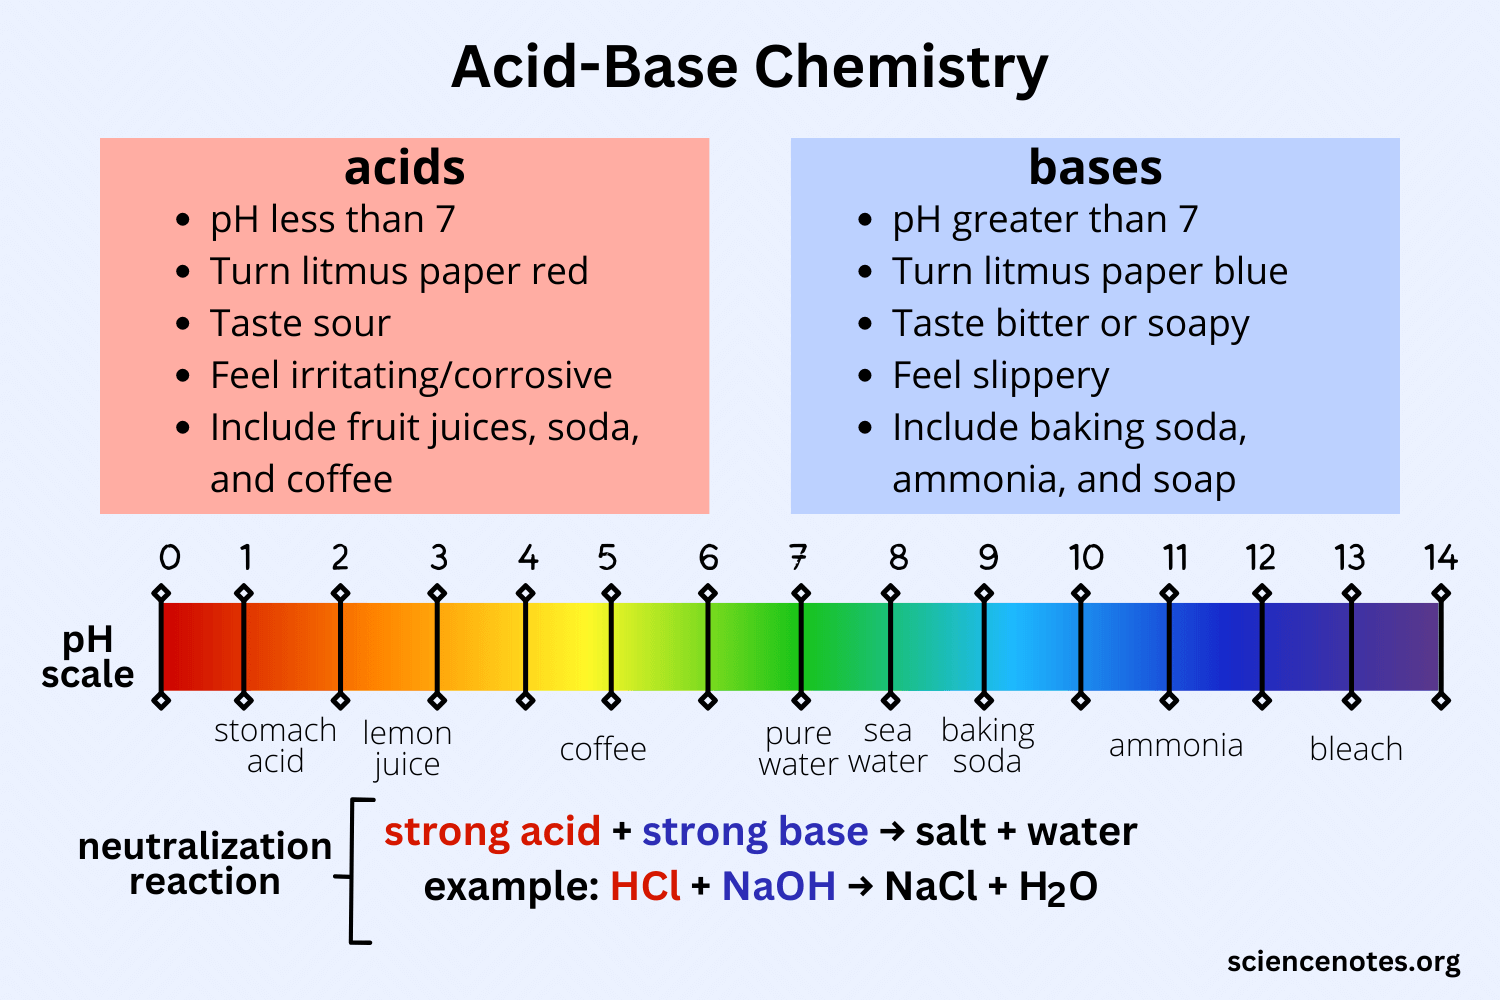 Acid-Base Chemistry
acids
• pH less than 7
• Turn litmus paper red
• Taste sour
• Feel irritating/corrosive
• Include fruit juices, soda,
and coffee
bases
• pH greater than 7
• Turn litmus paper blue
• Taste bitter or soapy
• Feel slippery
• Include baking soda,
ammonia, and soap
0 1 2 3 4 5 6 7 8 9 10 11 12 13 14
pH
scale
stomach
acid
lemon
juice
coffee
pure
water
sea
water
baking
soda
ammonia
bleach
neutralization
reaction
strong acid + strong base → salt + water
example: HCl + NaOH → NaCl + H₂O
sciencenotes.org